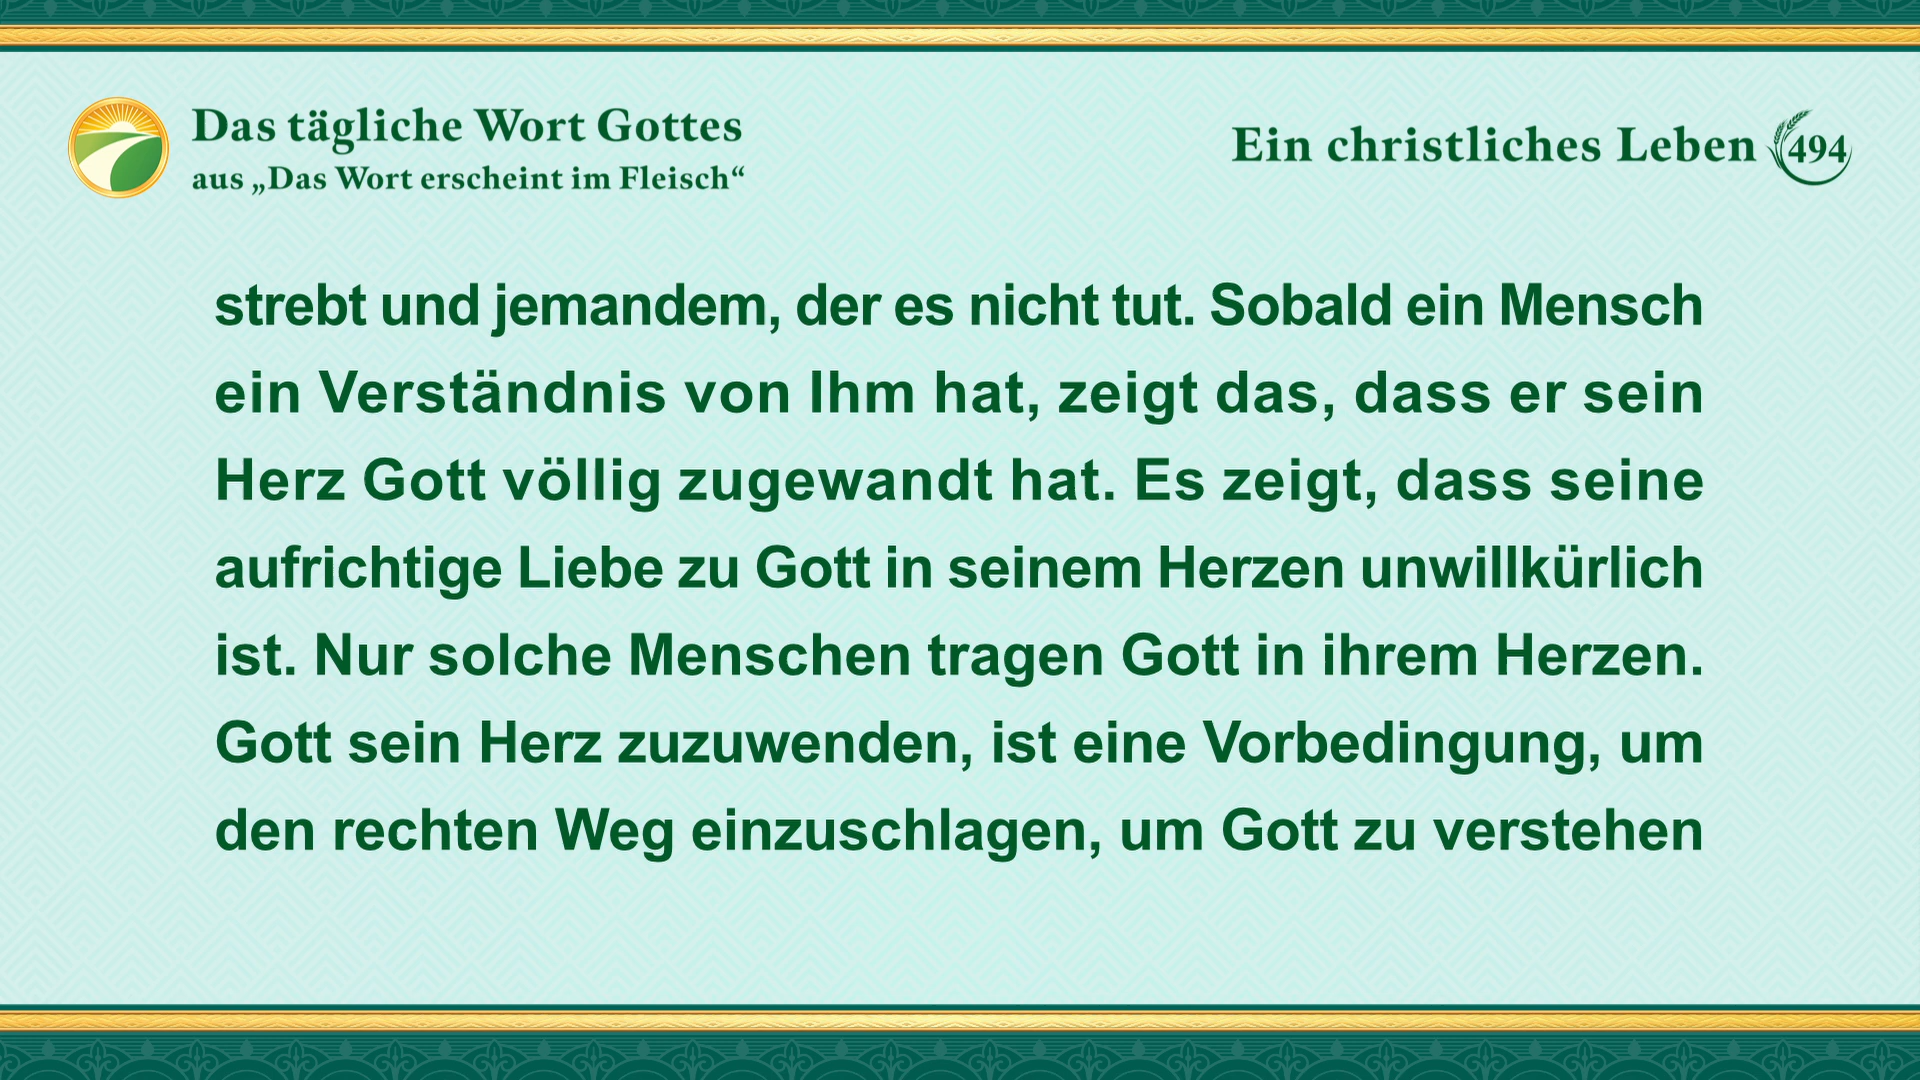 Das tägliche Wort Gottes
aus „Das Wort erscheint im Fleisch“
Ein christliches Leben 494
strebt und jemandem, der es nicht tut. Sobald ein Mensch
ein Verständnis von Ihm hat, zeigt das, dass er sein
Herz Gott völlig zugewandt hat. Es zeigt, dass seine
aufrichtige Liebe zu Gott in seinem Herzen unwillkürlich
ist. Nur solche Menschen tragen Gott in ihrem Herzen.
Gott sein Herz zuzuwenden, ist eine Vorbedingung, um
den rechten Weg einzuschlagen, um Gott zu verstehen